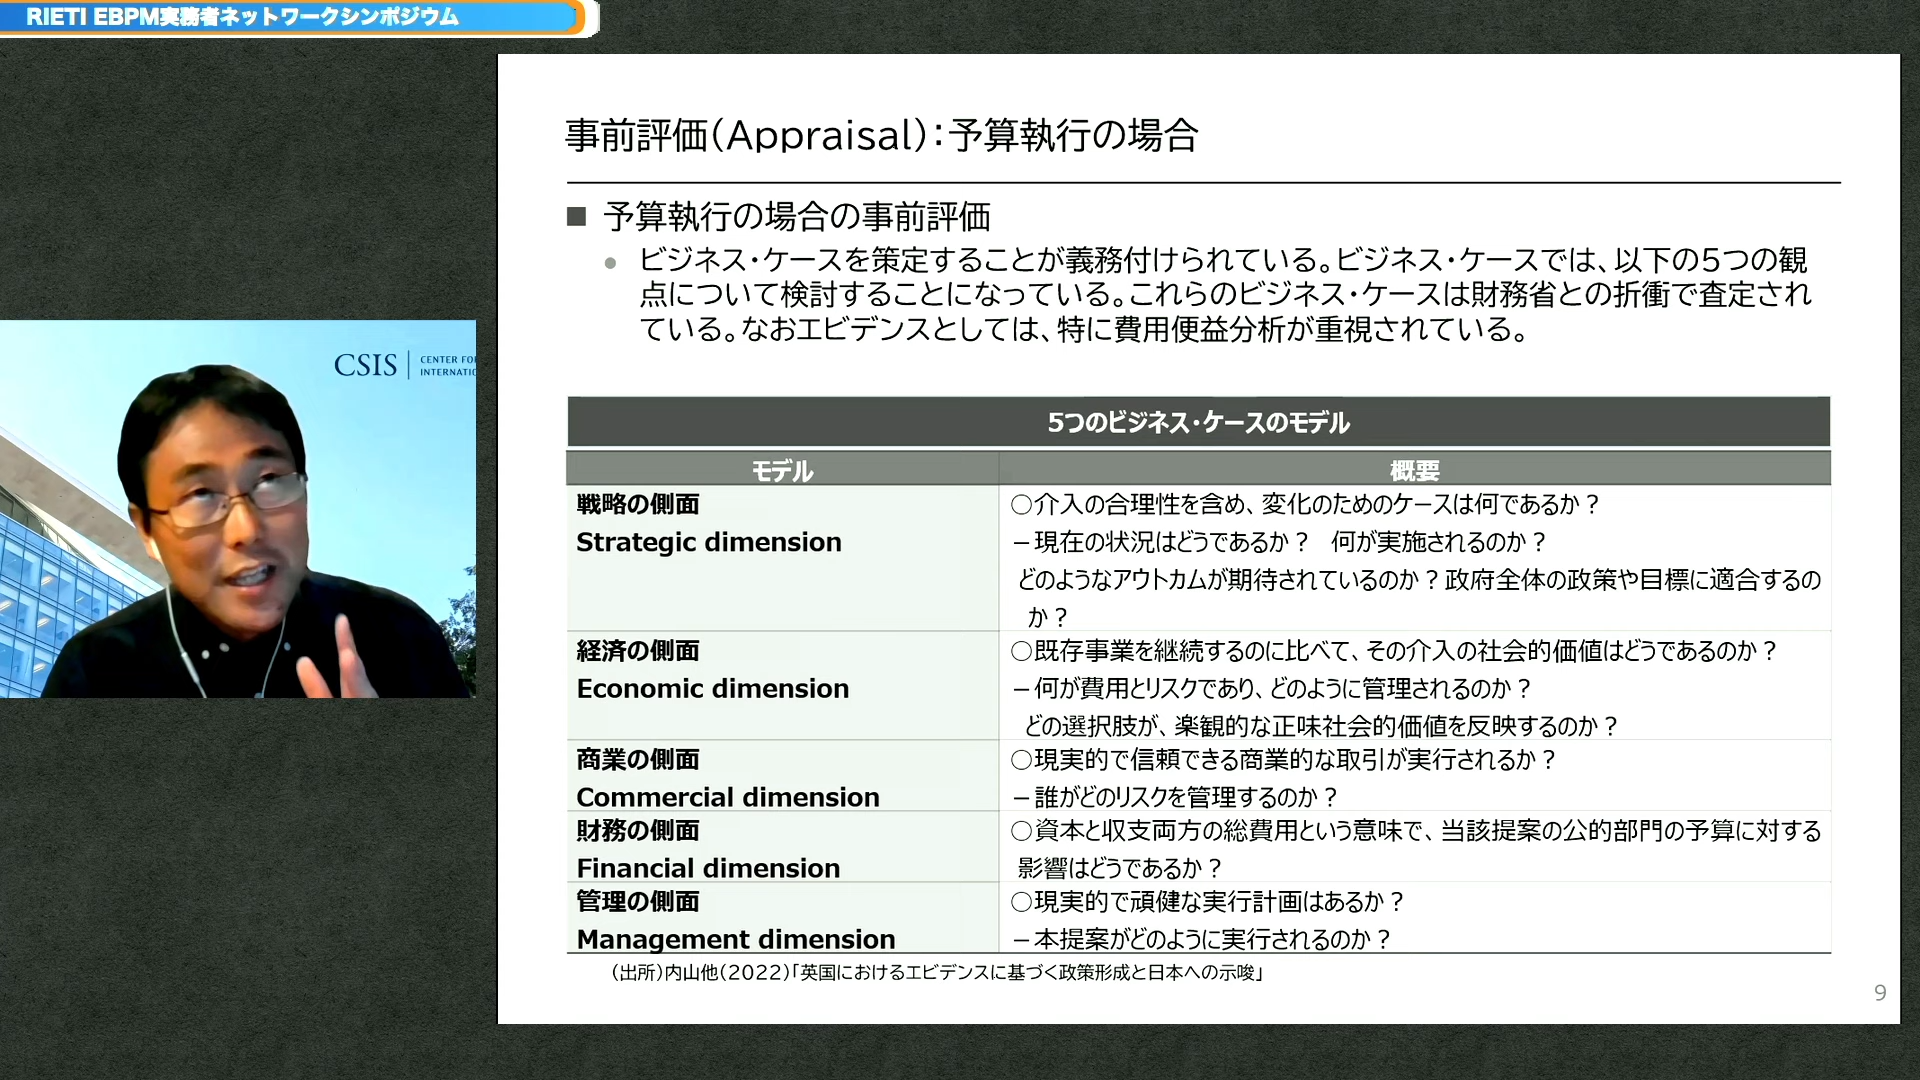 RIETI EBPM実務者ネットワークシンポジウム
CSIS
CENTER FO
INTERNATI
事前評価(Appraisal):予算執行の場合
■ 予算執行の場合の事前評価
● ビジネス・ケースを策定することが義務付けられている。ビジネス・ケースでは、以下の5つの観
点について検討することになっている。これらのビジネス・ケースは財務省との折衝で査定され
ている。なおエビデンスとしては、特に費用便益分析が重視されている。
5つのビジネス・ケースのモデル
モデル 概要
戦略の側面
Strategic dimension
○介入の合理性を含め、変化のためのケースは何であるか?
－現在の状況はどうであるか? 何が実施されるのか?
どのようなアウトカムが期待されているのか?政府全体の政策や目標に適合するの
か?
経済の側面
Economic dimension
○既存事業を継続するのに比べて、その介入の社会的価値はどうであるのか?
－何が費用とリスクであり、どのように管理されるのか?
どの選択肢が、楽観的な正味社会的価値を反映するのか?
商業の側面
Commercial dimension
○現実的で信頼できる商業的な取引が実行されるか?
－誰がどのリスクを管理するのか?
財務の側面
Financial dimension
○資本と収支両方の総費用という意味で、当該提案の公的部門の予算に対する
影響はどうであるか?
管理の側面
Management dimension
○現実的で頑健な実行計画はあるか?
－本提案がどのように実行されるのか?
(出所)内山他(2022)「英国におけるエビデンスに基づく政策形成と日本への示唆」
9